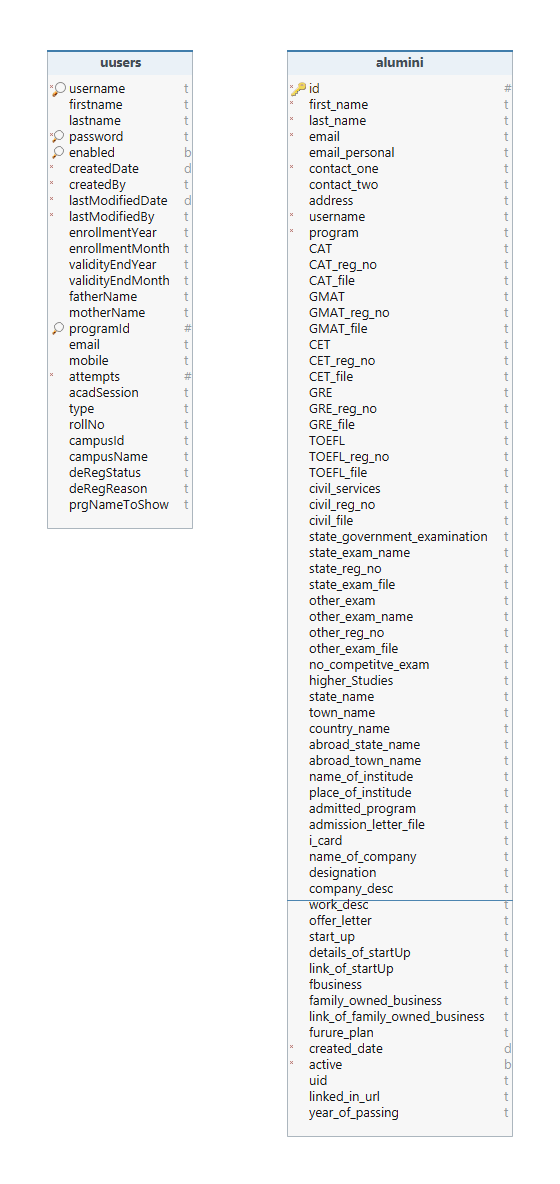 uusers
username t
firstname t
lastname t
password t
enabled b
* createdDate d
* createdBy t
* lastModifiedDate d
* lastModifiedBy t
enrollmentYear t
enrollmentMonth t
validityEndYear t
validityEndMonth t
fatherName t
motherName t
programId #
email t
mobile t
* attempts #
acadSession t
type t
rollNo t
campusId t
campusName t
deRegStatus t
deRegReason t
prgNameToShow t
alumini
* id #
* first_name t
* last_name t
* email t
email_personal t
* contact_one t
contact_two t
address t
* username t
* program t
CAT t
CAT_reg_no t
CAT_file t
GMAT t
GMAT_reg_no t
GMAT_file t
CET t
CET_reg_no t
CET_file t
GRE t
GRE_reg_no t
GRE_file t
TOEFL t
TOEFL_reg_no t
TOEFL_file t
civil_services t
civil_reg_no t
civil_file t
state_government_examination t
state_exam_name t
state_reg_no t
state_exam_file t
other_exam t
other_exam_name t
other_reg_no t
other_exam_file t
no_competitve_exam t
higher_Studies t
state_name t
town_name t
country_name t
abroad_state_name t
abroad_town_name t
name_of_institude t
place_of_institude t
admitted_program t
admission_letter_file t
i_card t
name_of_company t
designation t
company_desc t
work_desc t
offer_letter t
start_up t
details_of_startUp t
link_of_startUp t
fbusiness t
family_owned_business t
link_of_family_owned_business t
furure_plan t
* created_date d
* active b
uid t
linked_in_url t
year_of_passing t